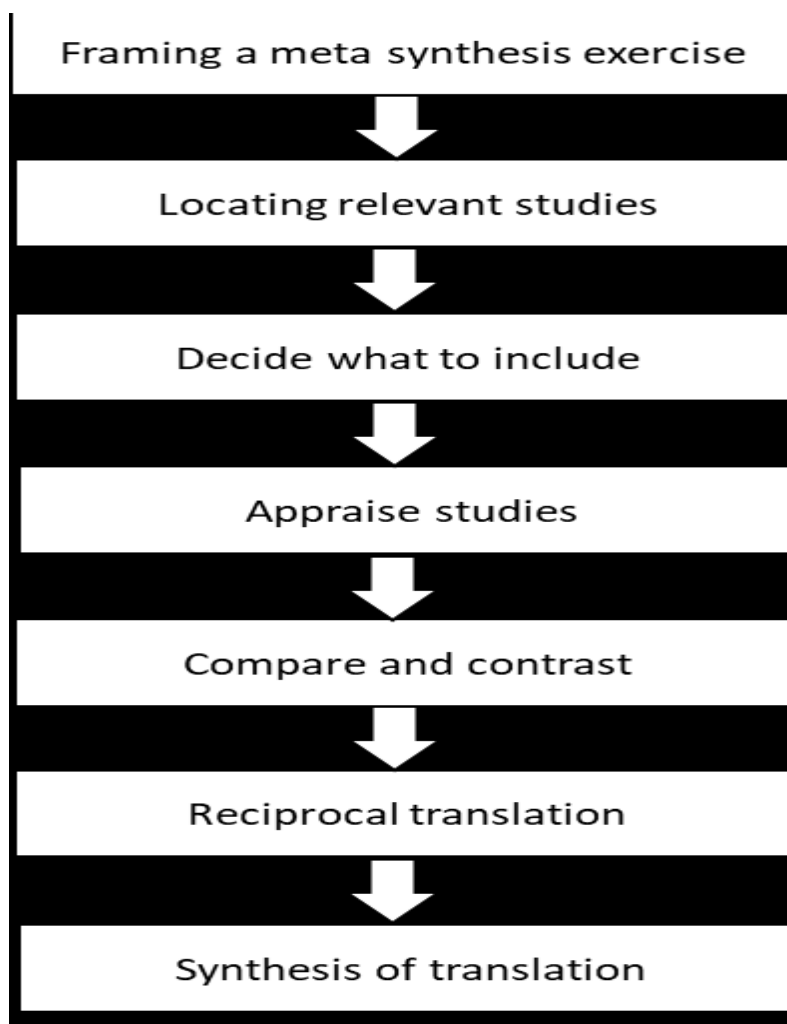 Framing a meta synthesis exercise
Locating relevant studies
Decide what to include
Appraise studies
Compare and contrast
Reciprocal translation
Synthesis of translation